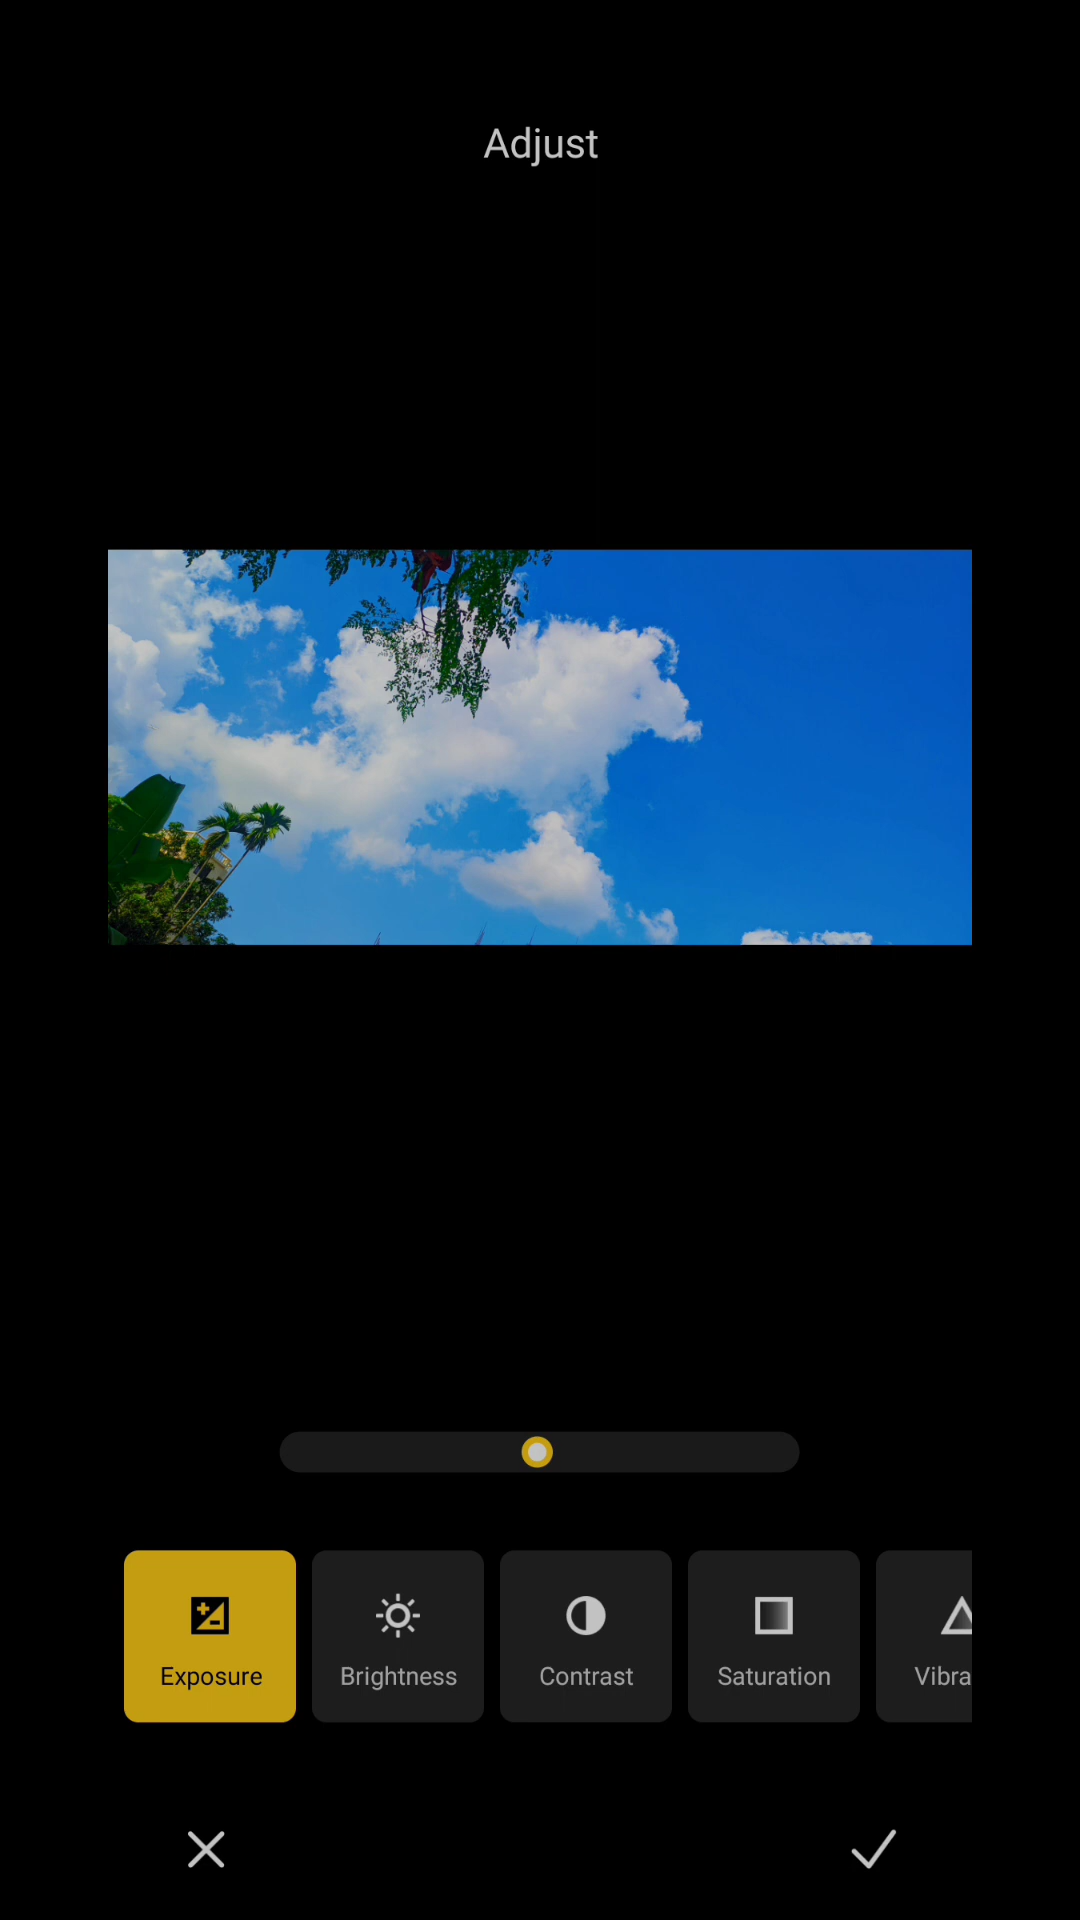 Adjust
Exposure
Brightness
Contrast
Saturation
Vibra